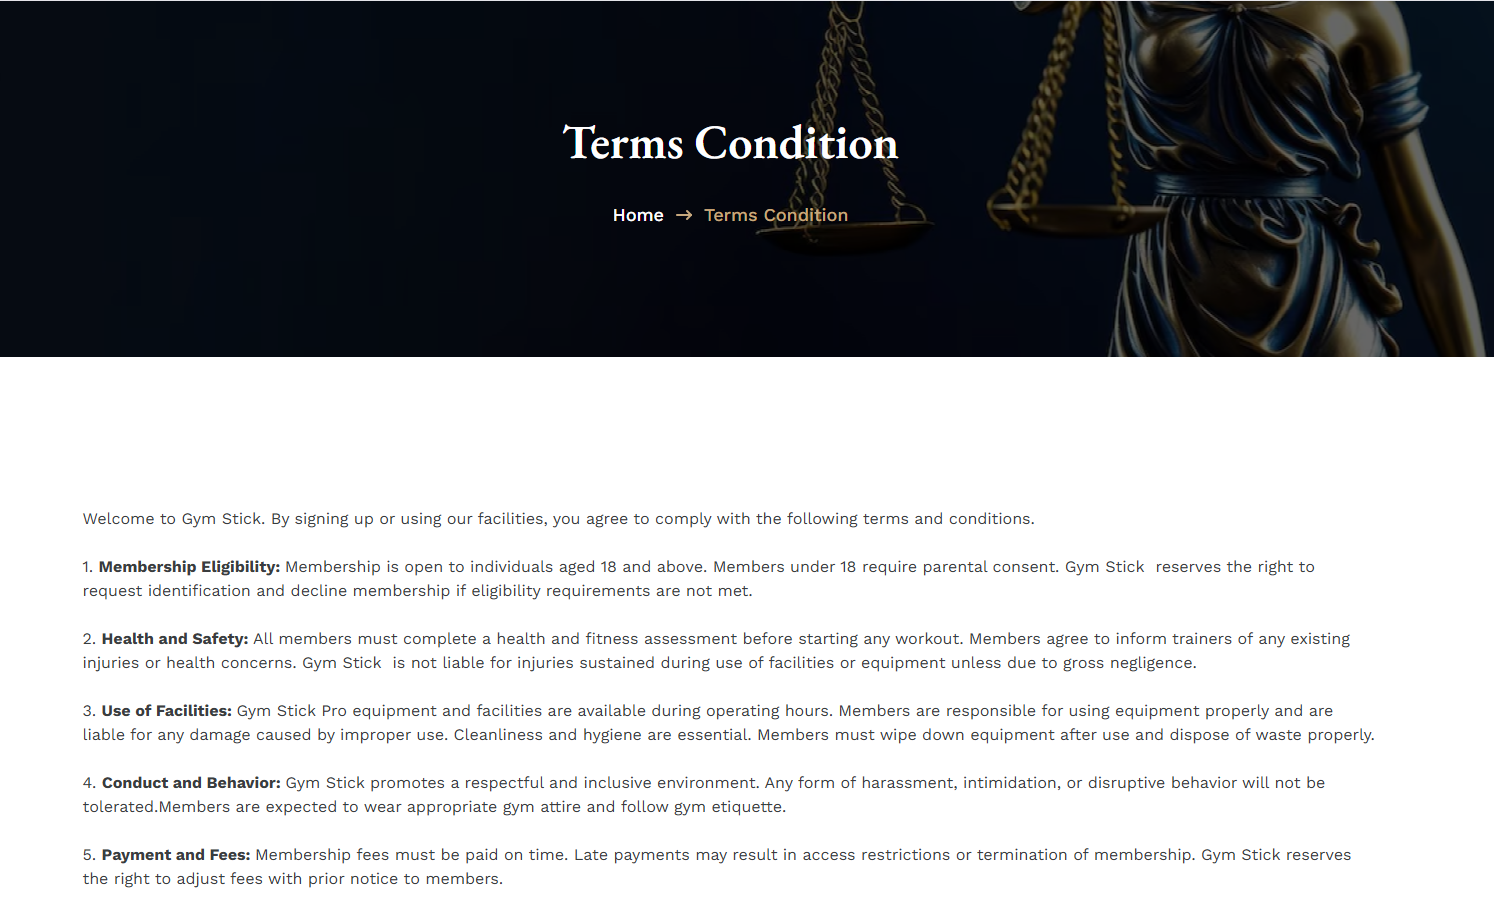 Terms Condition
Home → Terms Condition
Welcome to Gym Stick. By signing up or using our facilities, you agree to comply with the following terms and conditions.
1. Membership Eligibility: Membership is open to individuals aged 18 and above. Members under 18 require parental consent. Gym Stick  reserves the right to
request identification and decline membership if eligibility requirements are not met.
2. Health and Safety: All members must complete a health and fitness assessment before starting any workout. Members agree to inform trainers of any existing
injuries or health concerns. Gym Stick  is not liable for injuries sustained during use of facilities or equipment unless due to gross negligence.
3. Use of Facilities: Gym Stick Pro equipment and facilities are available during operating hours. Members are responsible for using equipment properly and are
liable for any damage caused by improper use. Cleanliness and hygiene are essential. Members must wipe down equipment after use and dispose of waste properly.
4. Conduct and Behavior: Gym Stick promotes a respectful and inclusive environment. Any form of harassment, intimidation, or disruptive behavior will not be
tolerated.Members are expected to wear appropriate gym attire and follow gym etiquette.
5. Payment and Fees: Membership fees must be paid on time. Late payments may result in access restrictions or termination of membership. Gym Stick reserves
the right to adjust fees with prior notice to members.